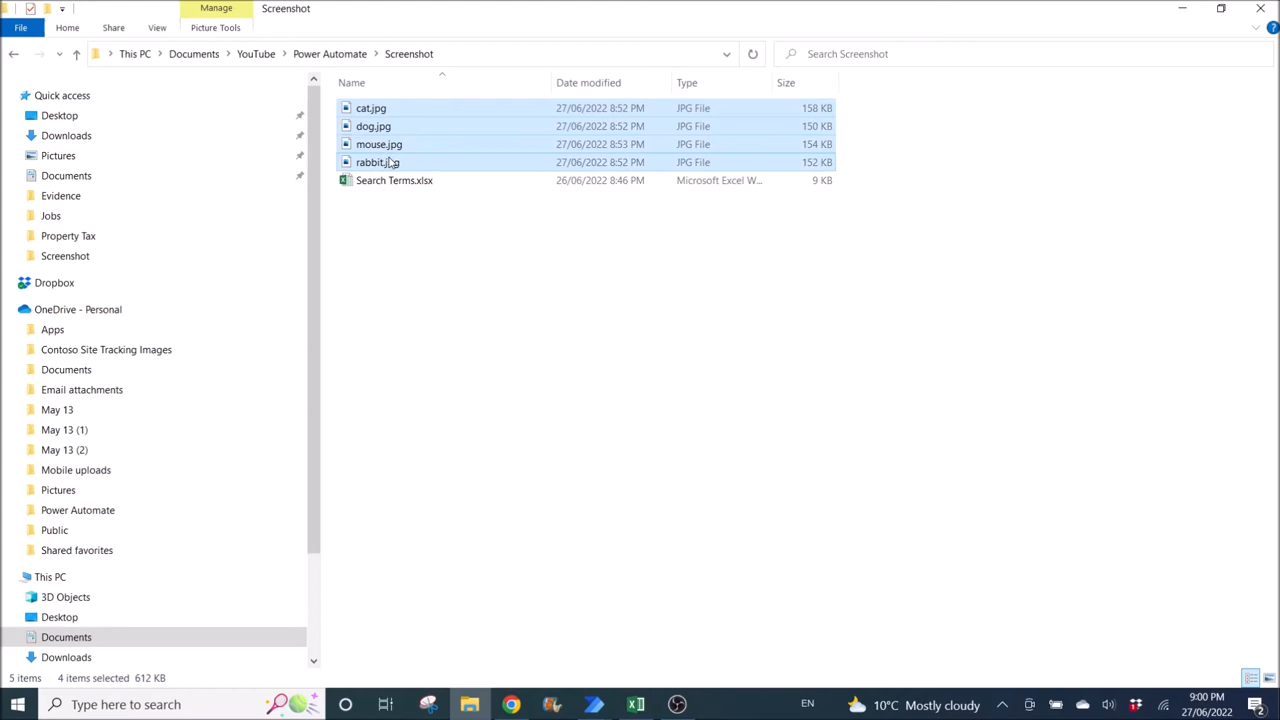 Manage
Screenshot
File
Home
Share
View
Picture Tools
This PC
Documents
YouTube
Power Automate
Screenshot
Search Screenshot
Name
Date modified
Type
Size
cat.jpg 27/06/2022 8:52 PM JPG File 158 KB
dog.jpg 27/06/2022 8:52 PM JPG File 150 KB
mouse.jpg 27/06/2022 8:53 PM JPG File 154 KB
rabbit.jpg 27/06/2022 8:52 PM JPG File 152 KB
Search Terms.xlsx 26/06/2022 8:46 PM Microsoft Excel W... 9 KB
Quick access
Desktop
Downloads
Pictures
Documents
Evidence
Jobs
Property Tax
Screenshot
Dropbox
OneDrive - Personal
Apps
Contoso Site Tracking Images
Documents
Email attachments
May 13
May 13 (1)
May 13 (2)
Mobile uploads
Pictures
Power Automate
Public
Shared favorites
This PC
3D Objects
Desktop
Documents
Downloads
5 items 4 items selected 612 KB
Type here to search
10°C Mostly cloudy
EN
9:00 PM
27/06/2022
2